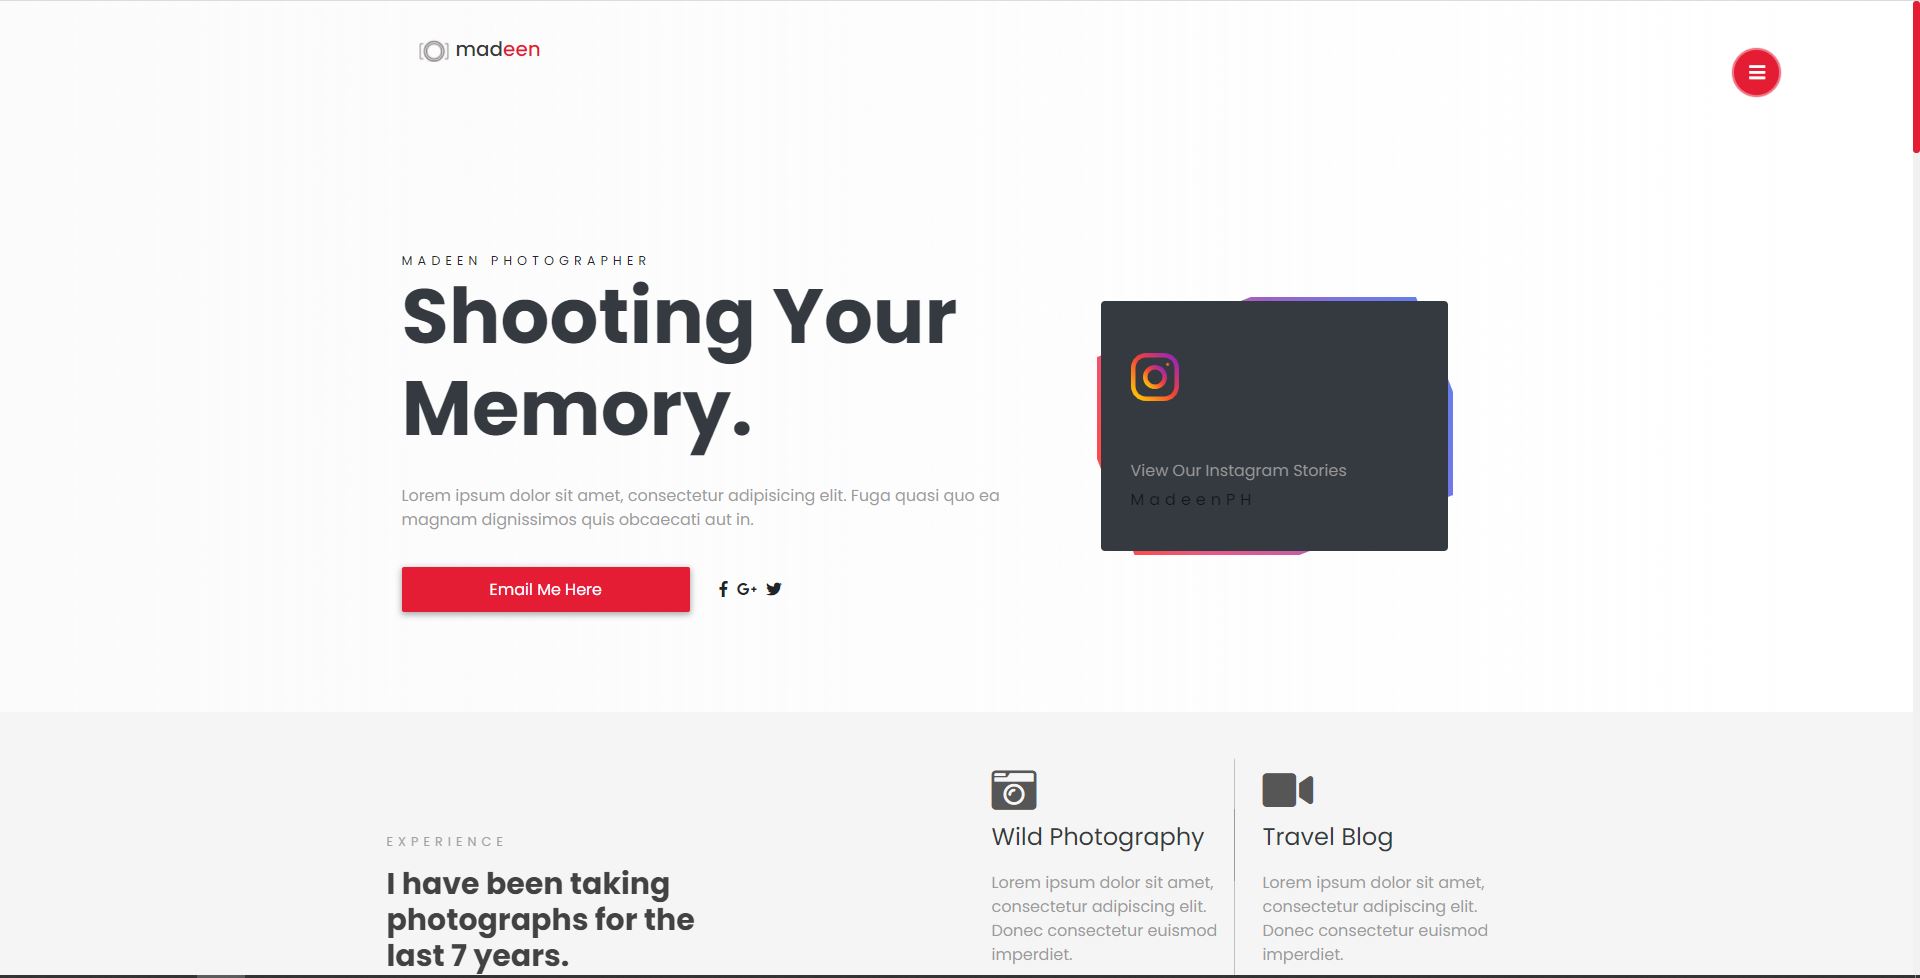 madeen
MADEEN PHOTOGRAPHER
Shooting Your
Memory.
Lorem ipsum dolor sit amet, consectetur adipisicing elit. Fuga quasi quo ea
magnam dignissimos quis obcaecati aut in.
Email Me Here
G+
View Our Instagram Stories
MadeenPH
EXPERIENCE
I have been taking
photographs for the
last 7 years.
Wild Photography
Lorem ipsum dolor sit amet,
consectetur adipiscing elit.
Donec consectetur euismod
imperdiet.
Travel Blog
Lorem ipsum dolor sit amet,
consectetur adipiscing elit.
Donec consectetur euismod
imperdiet.